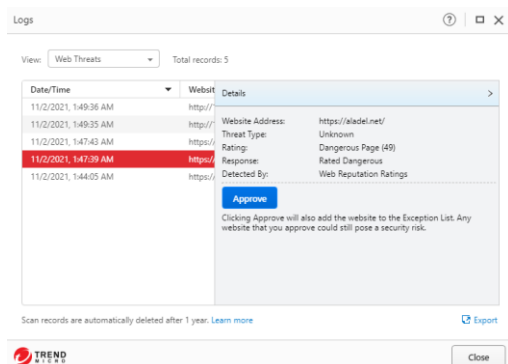 Logs
View: Web Threats Total records: 5
Date/Time Websit
11/2/2021, 1:49:36 AM http://
11/2/2021, 1:49:35 AM http://
11/2/2021, 1:47:43 AM https://
11/2/2021, 1:47:39 AM https://
11/2/2021, 1:44:05 AM https://
Details
Website Address: https://aladel.net/
Threat Type: Unknown
Rating: Dangerous Page (49)
Response: Rated Dangerous
Detected By: Web Reputation Ratings
Approve
Clicking Approve will also add the website to the Exception List. Any
website that you approve could still pose a security risk.
Scan records are automatically deleted after 1 year. Learn more Export
TREND
MICRO
Close